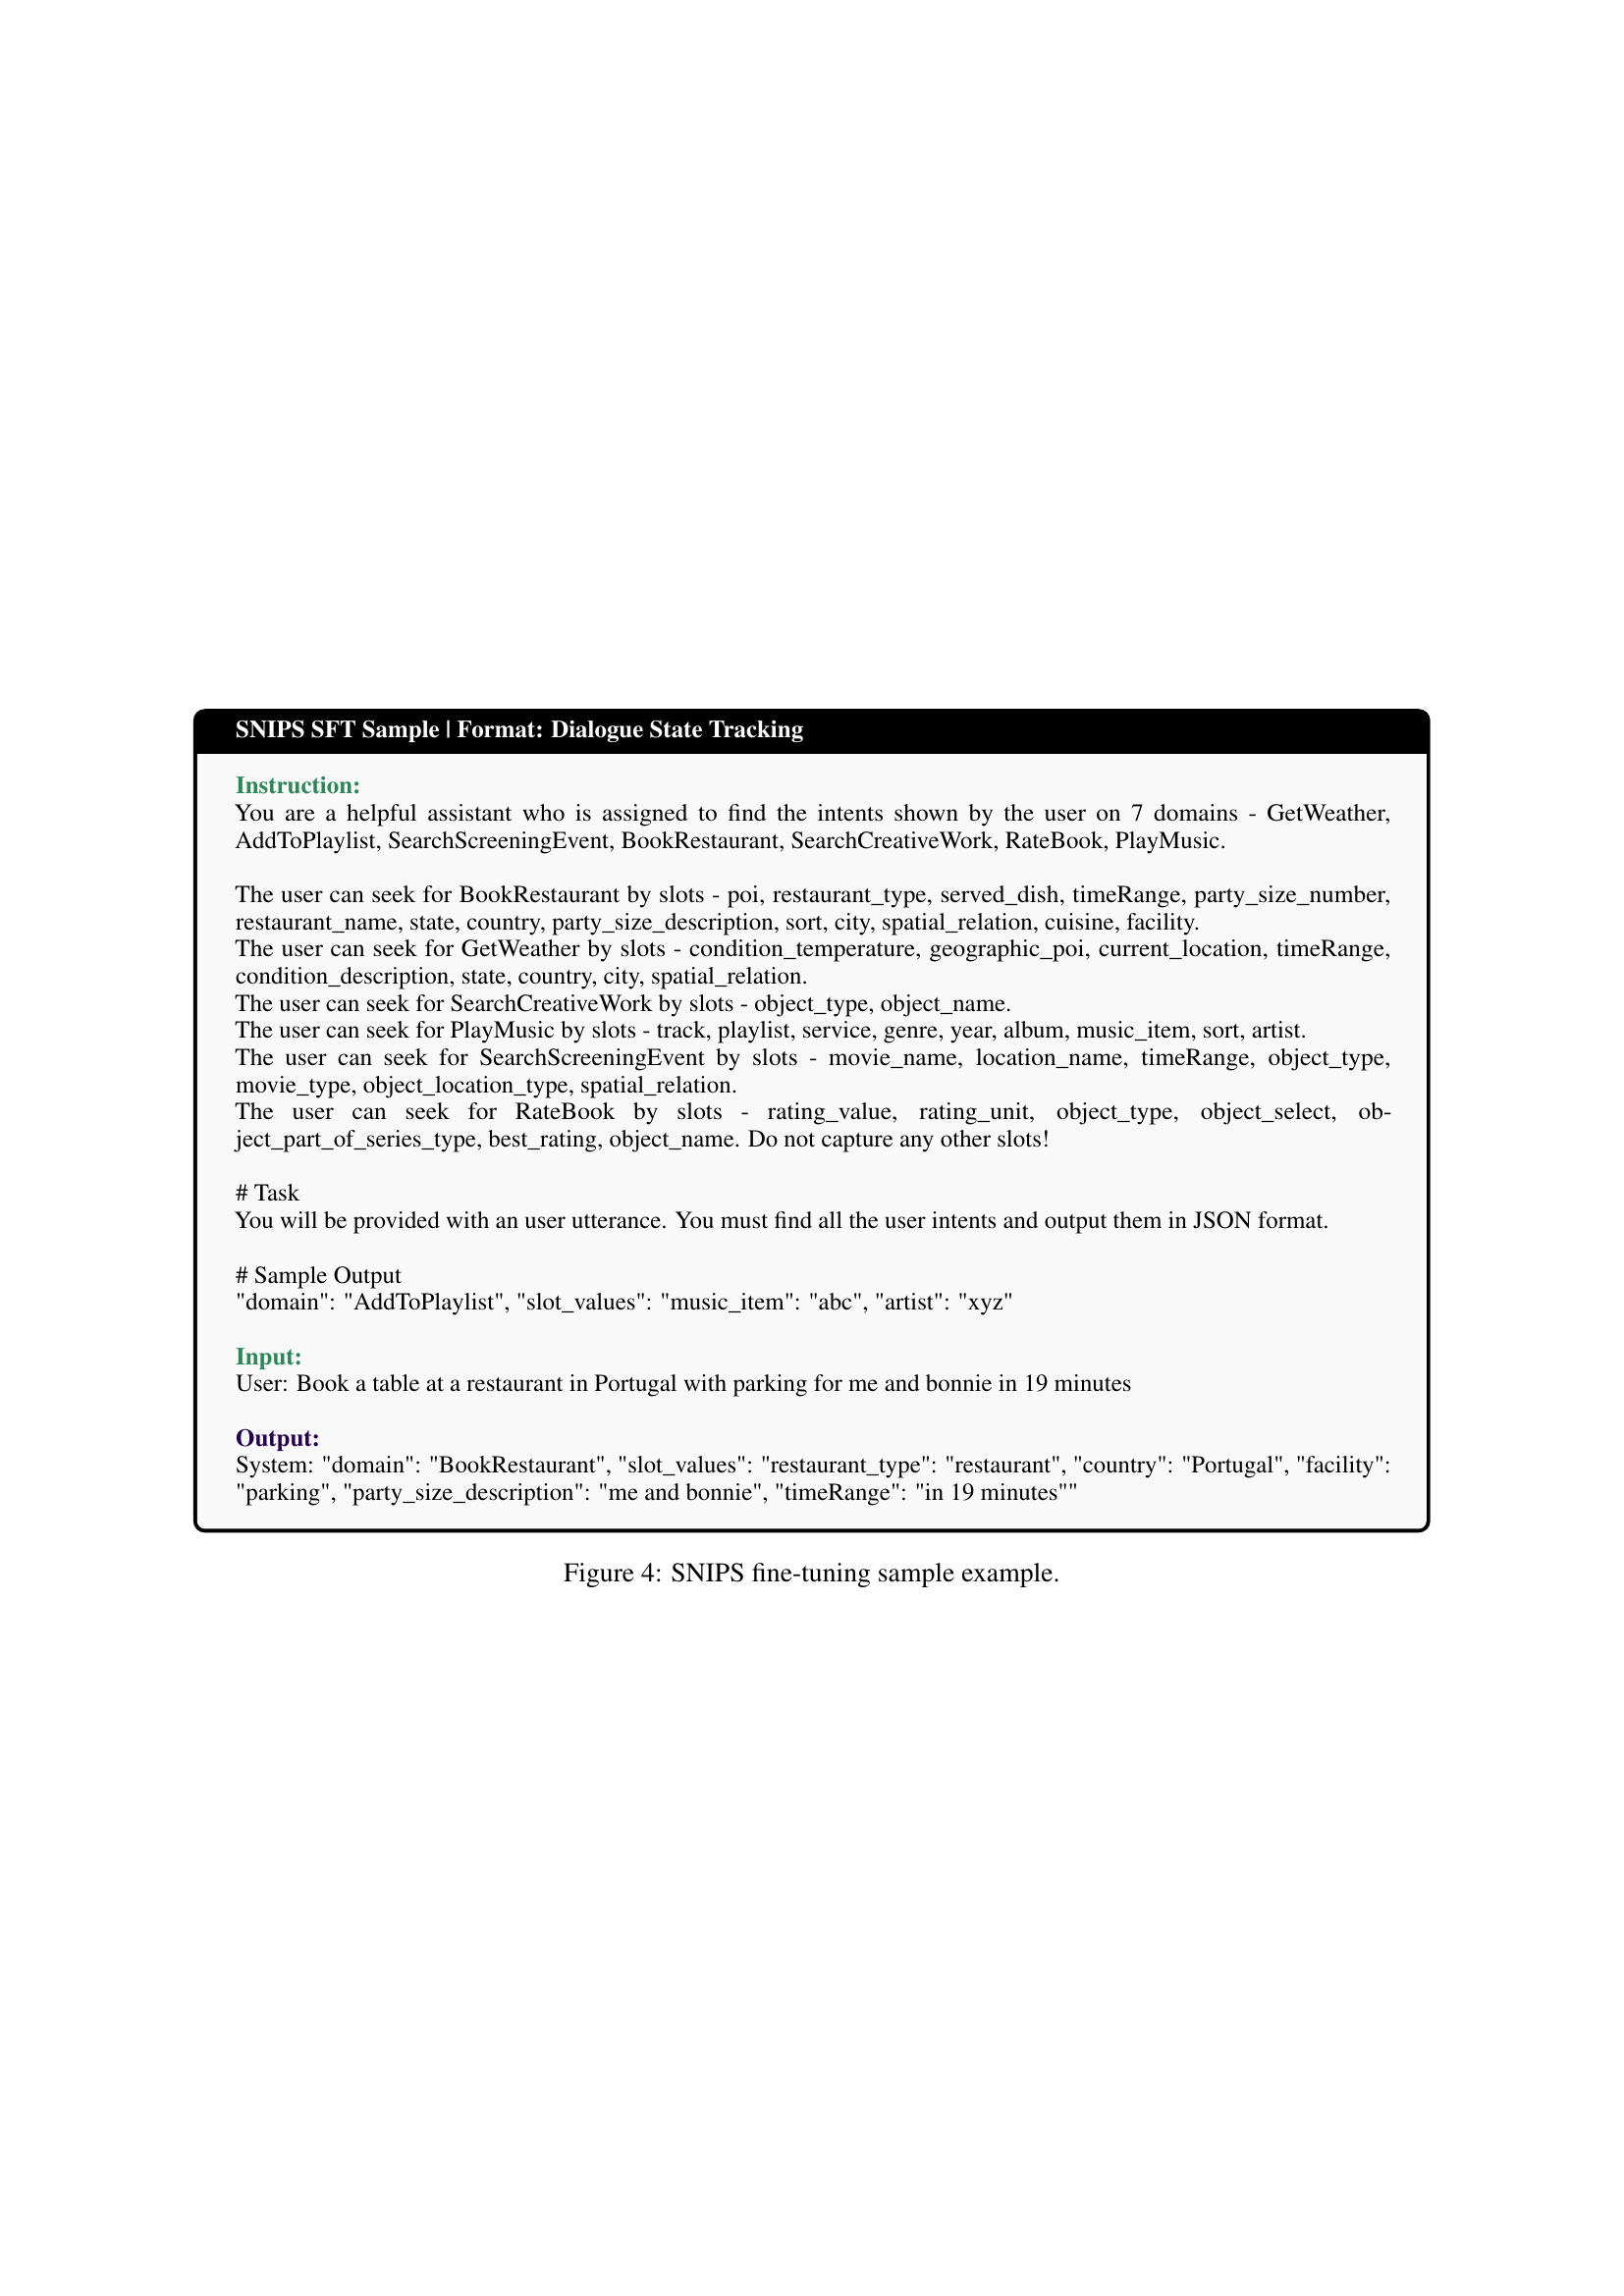 SNIPS SFT Sample | Format: Dialogue State Tracking
Instruction:
You are a helpful assistant who is assigned to find the intents shown by the user on 7 domains - GetWeather,
AddToPlaylist, SearchScreeningEvent, BookRestaurant, SearchCreativeWork, RateBook, PlayMusic.
The user can seek for BookRestaurant by slots - poi, restaurant_type, served_dish, timeRange, party_size_number,
restaurant_name, state, country, party_size_description, sort, city, spatial_relation, cuisine, facility.
The user can seek for GetWeather by slots - condition_temperature, geographic_poi, current_location, timeRange,
condition_description, state, country, city, spatial_relation.
The user can seek for SearchCreativeWork by slots - object_type, object_name.
The user can seek for PlayMusic by slots - track, playlist, service, genre, year, album, music_item, sort, artist.
The user can seek for SearchScreeningEvent by slots - movie_name, location_name, timeRange, object_type,
movie_type, object_location_type, spatial_relation.
The user can seek for RateBook by slots - rating_value, rating_unit, object_type, object_select, ob-
ject_part_of_series_type, best_rating, object_name. Do not capture any other slots!
# Task
You will be provided with an user utterance. You must find all the user intents and output them in JSON format.
# Sample Output
"domain": "AddToPlaylist", "slot_values": "music_item": "abc", "artist": "xyz"
Input:
User: Book a table at a restaurant in Portugal with parking for me and bonnie in 19 minutes
Output:
System: "domain": "BookRestaurant", "slot_values": "restaurant_type": "restaurant", "country": "Portugal", "facility":
"parking", "party_size_description": "me and bonnie", "timeRange": "in 19 minutes""
Figure 4: SNIPS fine-tuning sample example.